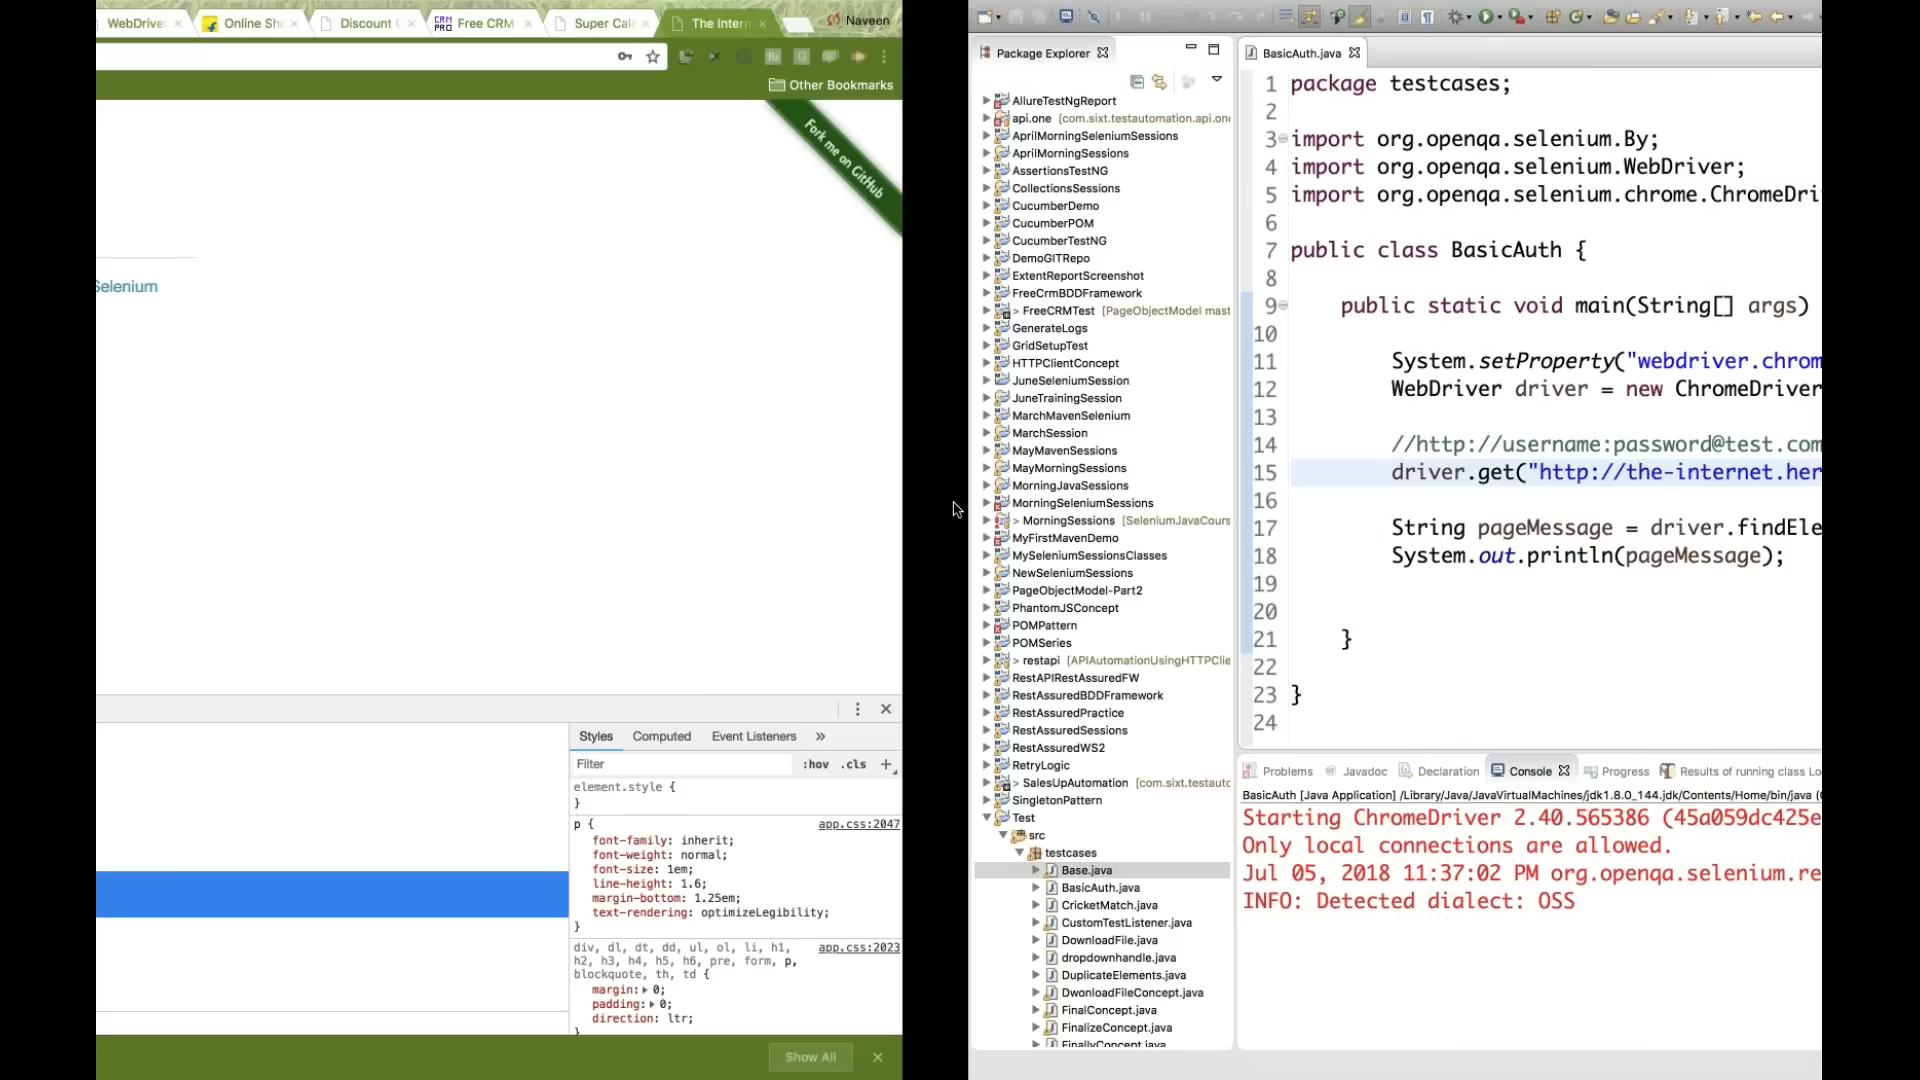 WebDriver
Online Sh
Discount
Free CRM
Super Cal
The Intern
Naveen
Other Bookmarks
Fork me on GitHub
Selenium
Styles
Computed
Event Listeners
»
Filter
:hov
.cls
+
element.style {
}
p {
app.css:2047
font-family: inherit;
font-weight: normal;
font-size: 1em;
line-height: 1.6;
margin-bottom: 1.25em;
text-rendering: optimizeLegibility;
}
div, dl, dt, dd, ul, ol, li, h1,
app.css:2023
h2, h3, h4, h5, h6, pre, form, p,
blockquote, th, td {
margin: 0;
padding: 0;
direction: ltr;
}
Show All
Package Explorer
AllureTestNgReport
api.one [com.sixt.testautomation.api.one
AprilMorningSeleniumSessions
AprilMorningSessions
AssertionsTestNG
CollectionsSessions
CucumberDemo
CucumberPOM
CucumberTestNG
DemoGITRepo
ExtentReportScreenshot
FreeCrmBDDFramework
> FreeCRMTest [PageObjectModel mast
GenerateLogs
GridSetupTest
HTTPClientConcept
JuneSeleniumSession
JuneTrainingSession
MarchMavenSelenium
MarchSession
MayMavenSessions
MayMorningSessions
MorningJavaSessions
MorningSeleniumSessions
> MorningSessions [SeleniumJavaCours
MyFirstMavenDemo
MySeleniumSessionsClasses
NewSeleniumSessions
PageObjectModel-Part2
PhantomJSConcept
POMPattern
POMSeries
> restapi [APIAutomationUsingHTTPClie
RestAPIRestAssuredFW
RestAssuredBDDFramework
RestAssuredPractice
RestAssuredSessions
RestAssuredWS2
RetryLogic
> SalesUpAutomation [com.sixt.testauto
SingletonPattern
Test
src
testcases
Base.java
BasicAuth.java
CricketMatch.java
CustomTestListener.java
DownloadFile.java
dropdownhandle.java
DuplicateElements.java
DwonloadFileConcept.java
FinalConcept.java
FinalizeConcept.java
FinallyConcept.java
BasicAuth.java
1 package testcases;
2
3 import org.openqa.selenium.By;
4 import org.openqa.selenium.WebDriver;
5 import org.openqa.selenium.chrome.ChromeDri
6
7 public class BasicAuth {
8
9 public static void main(String[] args)
10
11 System.setProperty("webdriver.chrom
12 WebDriver driver = new ChromeDriver
13
14 //http://username:password@test.com
15 driver.get("http://the-internet.her
16
17 String pageMessage = driver.findEle
18 System.out.println(pageMessage);
19
20
21 }
22
23 }
24
Problems
Javadoc
Declaration
Console
Progress
Results of running class Lo
BasicAuth [Java Application] /Library/Java/JavaVirtualMachines/jdk1.8.0_144.jdk/Contents/Home/bin/java (
Starting ChromeDriver 2.40.565386 (45a059dc425e
Only local connections are allowed.
Jul 05, 2018 11:37:02 PM org.openqa.selenium.re
INFO: Detected dialect: OSS